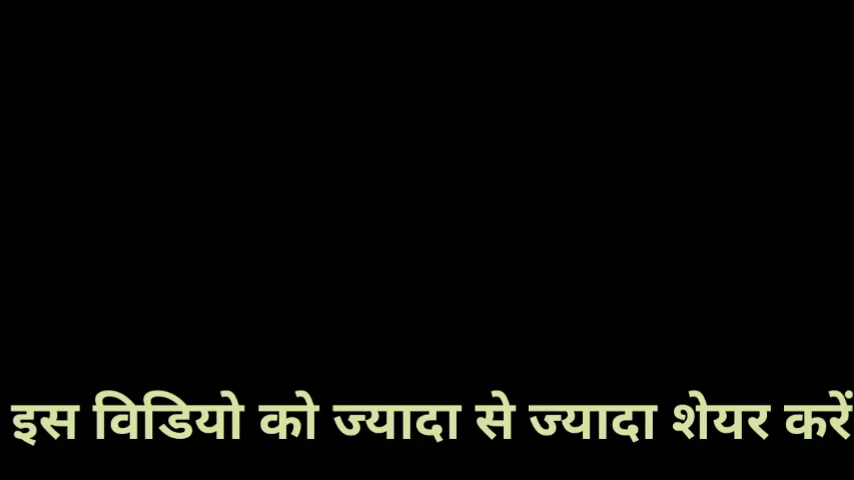 इस विडियो को ज्यादा से ज्यादा शेयर करें